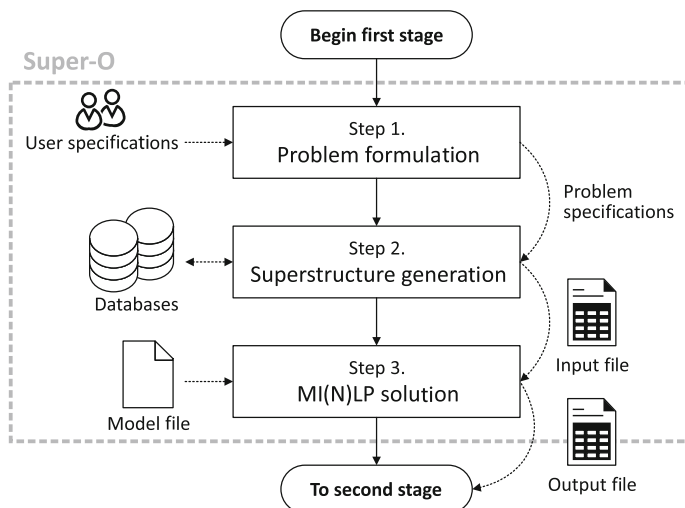 Begin first stage
Super-O
User specifications
Step 1.
Problem formulation
Problem
specifications
Databases
Step 2.
Superstructure generation
Input file
Model file
Step 3.
MI(N)LP solution
To second stage
Output file